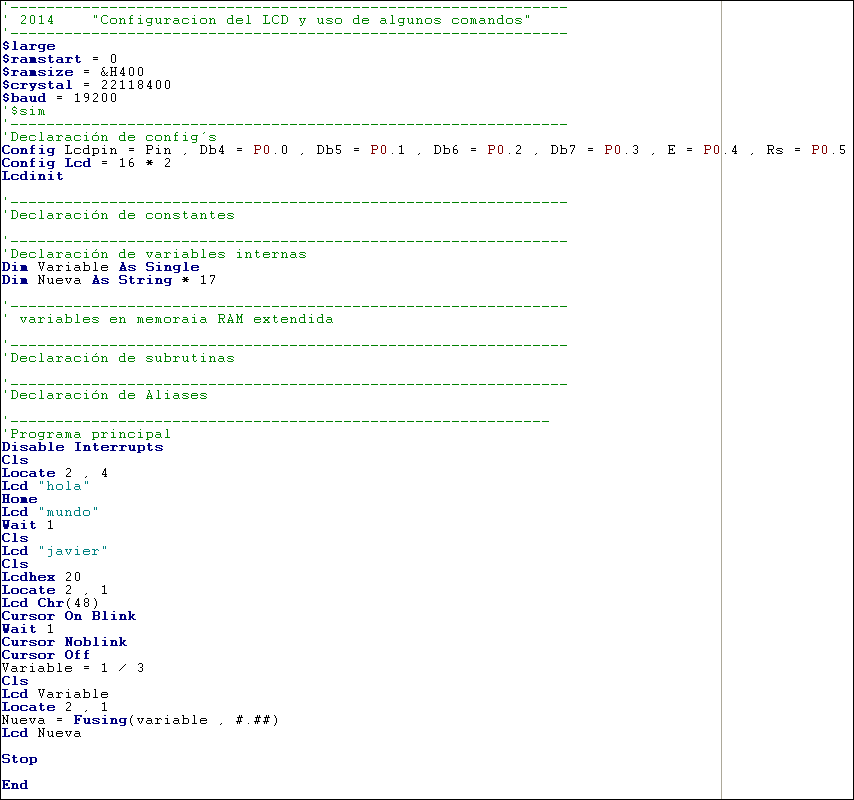 '--------------------------------------------------------------
' 2014    "Configuracion del LCD y uso de algunos comandos"
'--------------------------------------------------------------
$large
$ramstart = 0
$ramsize = &H400
$crystal = 22118400
$baud = 19200
'$sim
'--------------------------------------------------------------
'Declaración de config´s
Config Lcdpin = Pin , Db4 = P0.0 , Db5 = P0.1 , Db6 = P0.2 , Db7 = P0.3 , E = P0.4 , Rs = P0.5
Config Lcd = 16 * 2
Lcdinit
'--------------------------------------------------------------
'Declaración de constantes
'--------------------------------------------------------------
'Declaración de variables internas
Dim Variable As Single
Dim Nueva As String * 17
'--------------------------------------------------------------
' variables en memoraia RAM extendida
'--------------------------------------------------------------
'Declaración de subrutinas
'--------------------------------------------------------------
'Declaración de Aliases
'------------------------------------------------------------
'Programa principal
Disable Interrupts
Cls
Locate 2 , 4
Lcd "hola"
Home
Lcd "mundo"
Wait 1
Cls
Lcd "javier"
Cls
Lcdhex 20
Locate 2 , 1
Lcd Chr(48)
Cursor On Blink
Wait 1
Cursor Noblink
Cursor Off
Variable = 1 / 3
Cls
Lcd Variable
Locate 2 , 1
Nueva = Fusing(variable , #.##)
Lcd Nueva
Stop
End